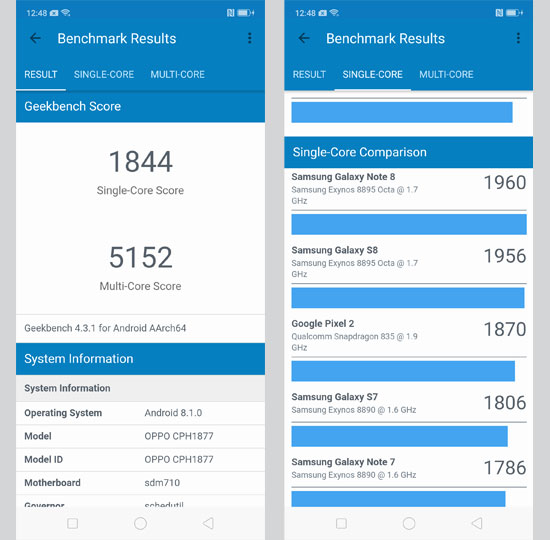 12:48
Benchmark Results
RESULT SINGLE-CORE MULTI-CORE
Geekbench Score
1844
Single-Core Score
5152
Multi-Core Score
Geekbench 4.3.1 for Android AArch64
System Information
System Information
Operating System Android 8.1.0
Model OPPO CPH1877
Model ID OPPO CPH1877
Motherboard sdm710
Governor schedutil
12:48
Benchmark Results
RESULT SINGLE-CORE MULTI-CORE
Single-Core Comparison
Samsung Galaxy Note 8 1960
Samsung Exynos 8895 Octa @ 1.7
GHz
Samsung Galaxy S8 1956
Samsung Exynos 8895 Octa @ 1.7
GHz
Google Pixel 2 1870
Qualcomm Snapdragon 835 @ 1.9
GHz
Samsung Galaxy S7 1806
Samsung Exynos 8890 @ 1.6 GHz
Samsung Galaxy Note 7 1786
Samsung Exynos 8890 @ 1.6 GHz